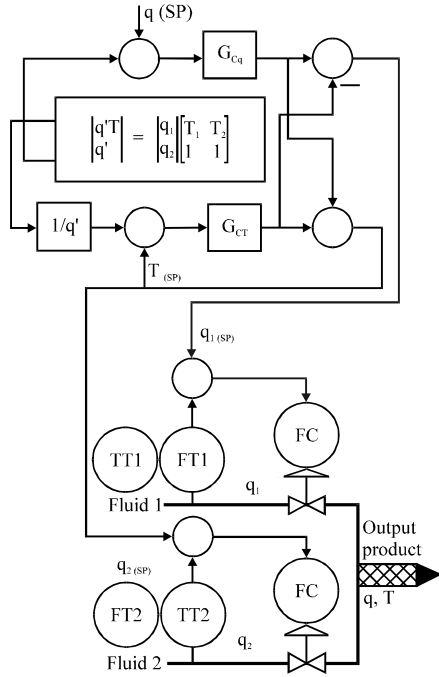 q (SP)
G_Cq
|q'T| = |q₁| [T₁ T₂]
|q'| |q₂| [1 1]
1/q'
G_CT
T (SP)
q₁ (SP)
FC
TT1 FT1
q₁
Fluid 1
Output
product
q₂ (SP)
FC
q, T
FT2 TT2
q₂
Fluid 2